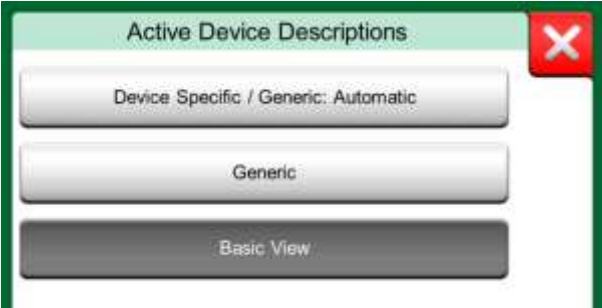 Active Device Descriptions
Device Specific / Generic: Automatic
Generic
Basic View